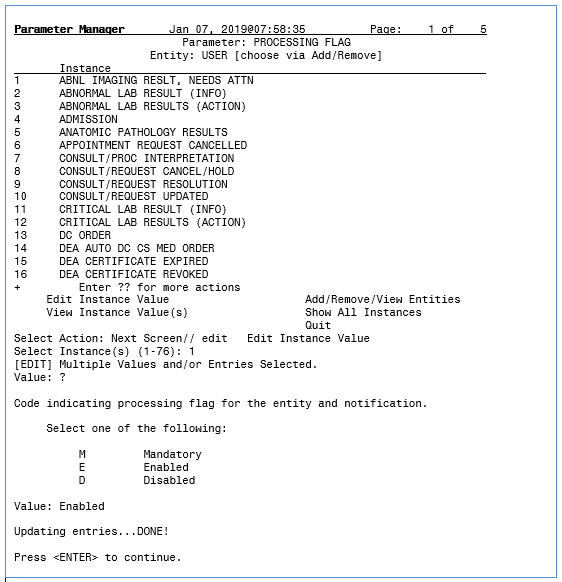 Parameter Manager Jan 07, 2019@07:58:35 Page: 1 of 5
Parameter: PROCESSING FLAG
Entity: USER [choose via Add/Remove]
Instance
1 ABNL IMAGING RESLT, NEEDS ATTN
2 ABNORMAL LAB RESULT (INFO)
3 ABNORMAL LAB RESULTS (ACTION)
4 ADMISSION
5 ANATOMIC PATHOLOGY RESULTS
6 APPOINTMENT REQUEST CANCELLED
7 CONSULT/PROC INTERPRETATION
8 CONSULT/REQUEST CANCEL/HOLD
9 CONSULT/REQUEST RESOLUTION
10 CONSULT/REQUEST UPDATED
11 CRITICAL LAB RESULT (INFO)
12 CRITICAL LAB RESULTS (ACTION)
13 DC ORDER
14 DEA AUTO DC CS MED ORDER
15 DEA CERTIFICATE EXPIRED
16 DEA CERTIFICATE REVOKED
+ Enter ?? for more actions
Edit Instance Value Add/Remove/View Entities
View Instance Value(s) Show All Instances
Quit
Select Action: Next Screen// edit Edit Instance Value
Select Instance(s) (1-76): 1
[EDIT] Multiple Values and/or Entries Selected.
Value: ?
Code indicating processing flag for the entity and notification.
Select one of the following:
M Mandatory
E Enabled
D Disabled
Value: Enabled
Updating entries...DONE!
Press <ENTER> to continue.